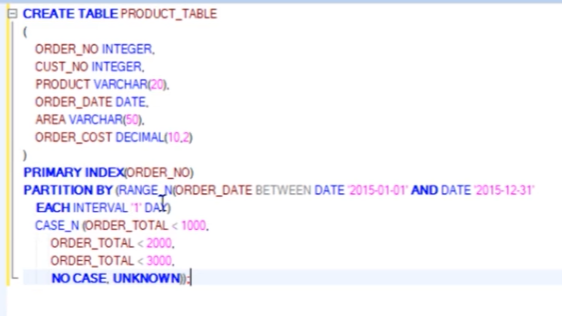 CREATE TABLE PRODUCT_TABLE
(
ORDER_NO INTEGER,
CUST_NO INTEGER,
PRODUCT VARCHAR(20),
ORDER_DATE DATE,
AREA VARCHAR(50),
ORDER_COST DECIMAL(10,2)
)
PRIMARY INDEX(ORDER_NO)
PARTITION BY (RANGE_N(ORDER_DATE BETWEEN DATE '2015-01-01' AND DATE '2015-12-31'
EACH INTERVAL '1' DAY)
CASE_N (ORDER_TOTAL < 1000,
ORDER_TOTAL < 2000,
ORDER_TOTAL < 3000,
NO CASE, UNKNOWN));